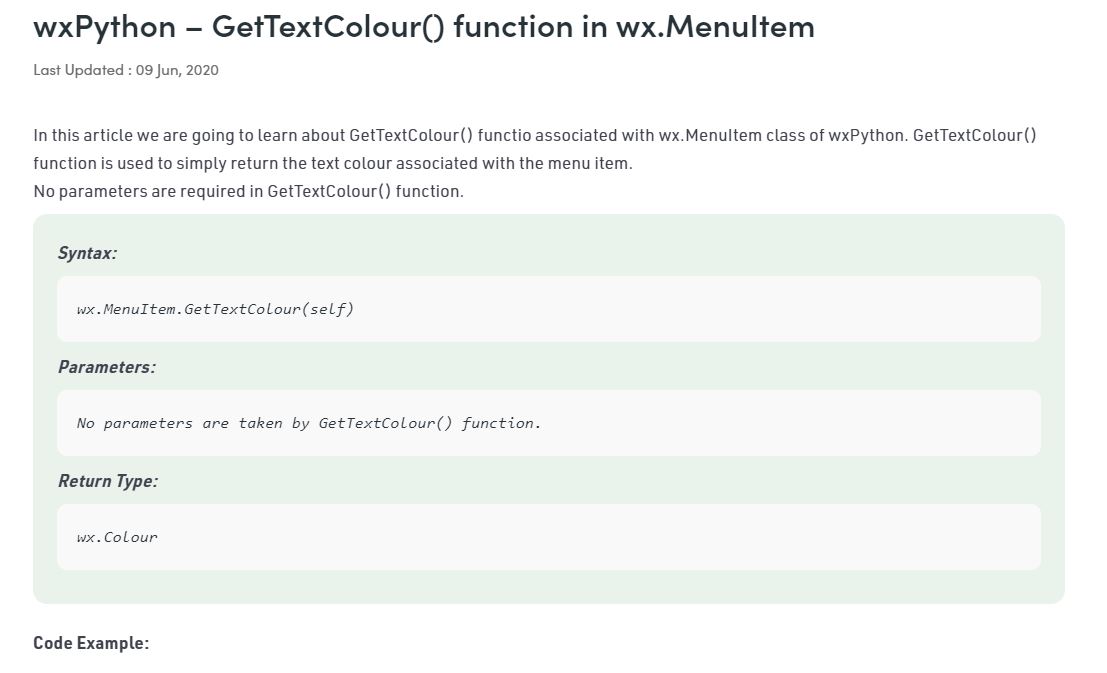 wxPython – GetTextColour() function in wx.MenuItem
Last Updated : 09 Jun, 2020
In this article we are going to learn about GetTextColour() functio associated with wx.MenuItem class of wxPython. GetTextColour()
function is used to simply return the text colour associated with the menu item.
No parameters are required in GetTextColour() function.
Syntax:
wx.MenuItem.GetTextColour(self)
Parameters:
No parameters are taken by GetTextColour() function.
Return Type:
wx.Colour
Code Example: